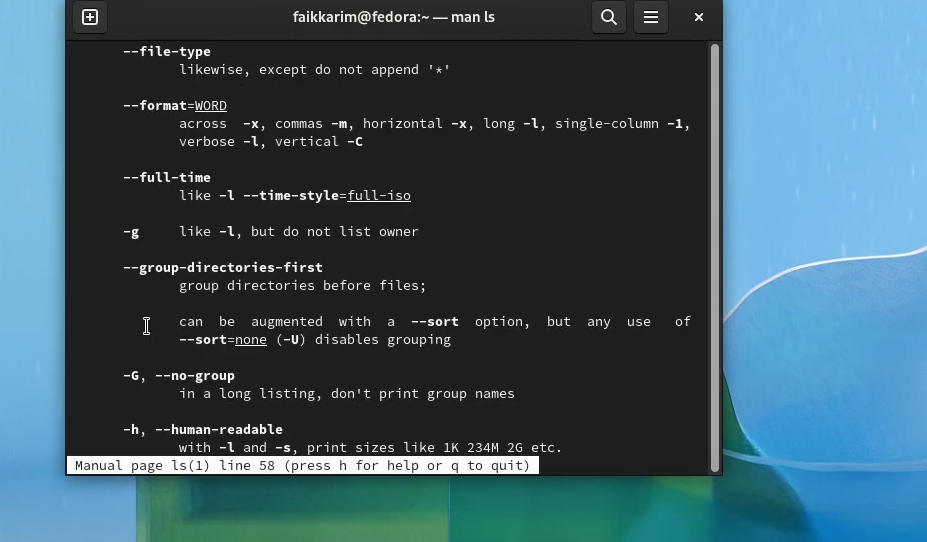 faikkarim@fedora:~ — man ls
--file-type
likewise, except do not append '*'
--format=WORD
across -x, commas -m, horizontal -x, long -l, single-column -1,
verbose -l, vertical -C
--full-time
like -l --time-style=full-iso
-g like -l, but do not list owner
--group-directories-first
group directories before files;
can be augmented with a --sort option, but any use of
--sort=none (-U) disables grouping
-G, --no-group
in a long listing, don't print group names
-h, --human-readable
with -l and -s, print sizes like 1K 234M 2G etc.
Manual page ls(1) line 58 (press h for help or q to quit)